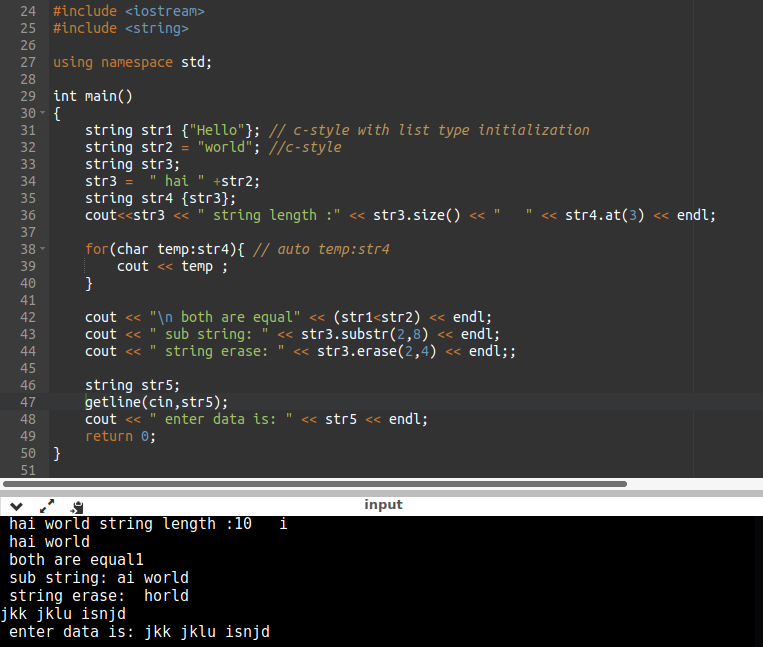 24 #include <iostream>
25 #include <string>
26
27 using namespace std;
28
29 int main()
30 {
31     string str1 {"Hello"}; // c-style with list type initialization
32     string str2 = "world"; //c-style
33     string str3;
34     str3 =  " hai " +str2;
35     string str4 {str3};
36     cout<<str3 << " string length :" << str3.size() << "   " << str4.at(3) << endl;
37
38     for(char temp:str4){ // auto temp:str4
39         cout << temp ;
40     }
41
42     cout << "\n both are equal" << (str1<str2) << endl;
43     cout << " sub string: " << str3.substr(2,8) << endl;
44     cout << " string erase: " << str3.erase(2,4) << endl;;
45
46     string str5;
47     getline(cin,str5);
48     cout << " enter data is: " << str5 << endl;
49     return 0;
50 }
51
input
 hai world string length :10   i
 hai world
 both are equal1
 sub string: ai world
 string erase:  horld
jkk jklu isnjd
 enter data is: jkk jklu isnjd